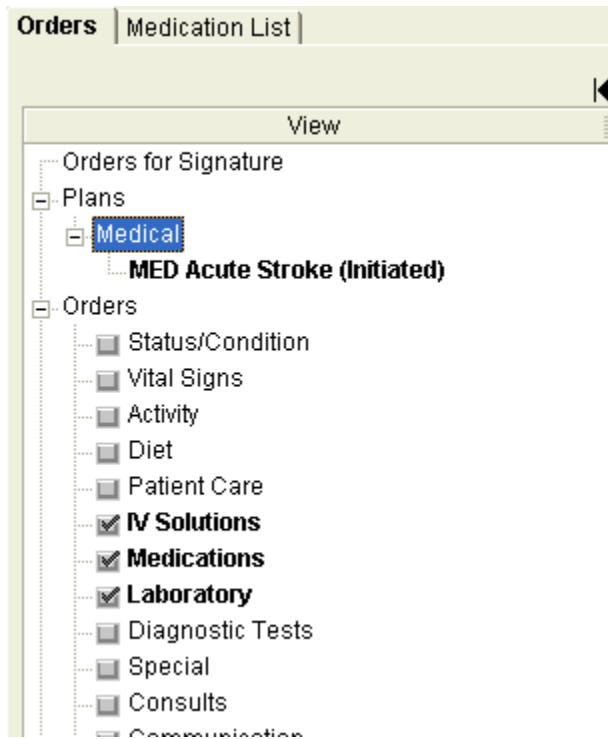 Orders Medication List
View
Orders for Signature
Plans
Medical
MED Acute Stroke (Initiated)
Orders
Status/Condition
Vital Signs
Activity
Diet
Patient Care
IV Solutions
Medications
Laboratory
Diagnostic Tests
Special
Consults
Communication